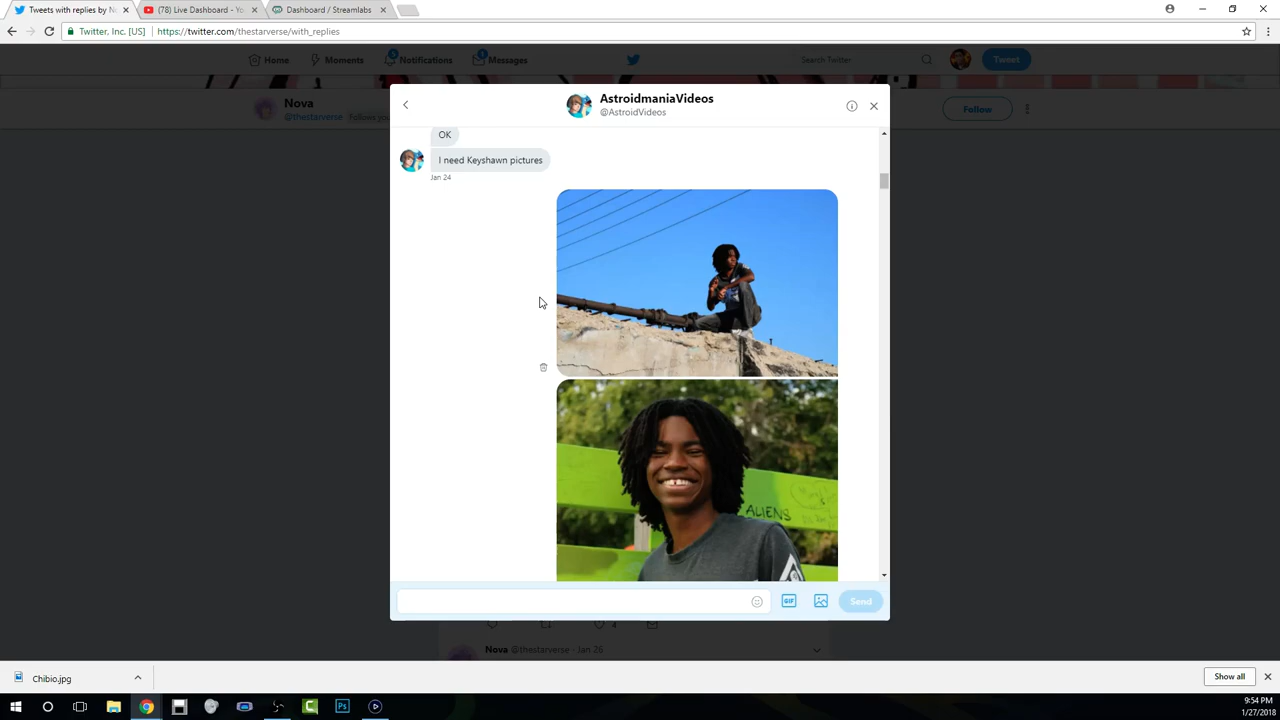 Tweets with replies by N
(78) Live Dashboard - Yo
Dashboard / Streamlabs
Twitter, Inc. [US]
https://twitter.com/thestarverse/with_replies
Home
Moments
Notifications
Messages
Search Twitter
Tweet
Nova
@thestarverse Follows you
Follow
AstroidmaniaVideos
@AstroidVideos
OK
I need Keyshawn pictures
Jan 24
ALIENS
GIF
Send
4
Nova @thestarverse · Jan 26
Chibio.jpg
Show all
Ps
9:54 PM
1/27/2018